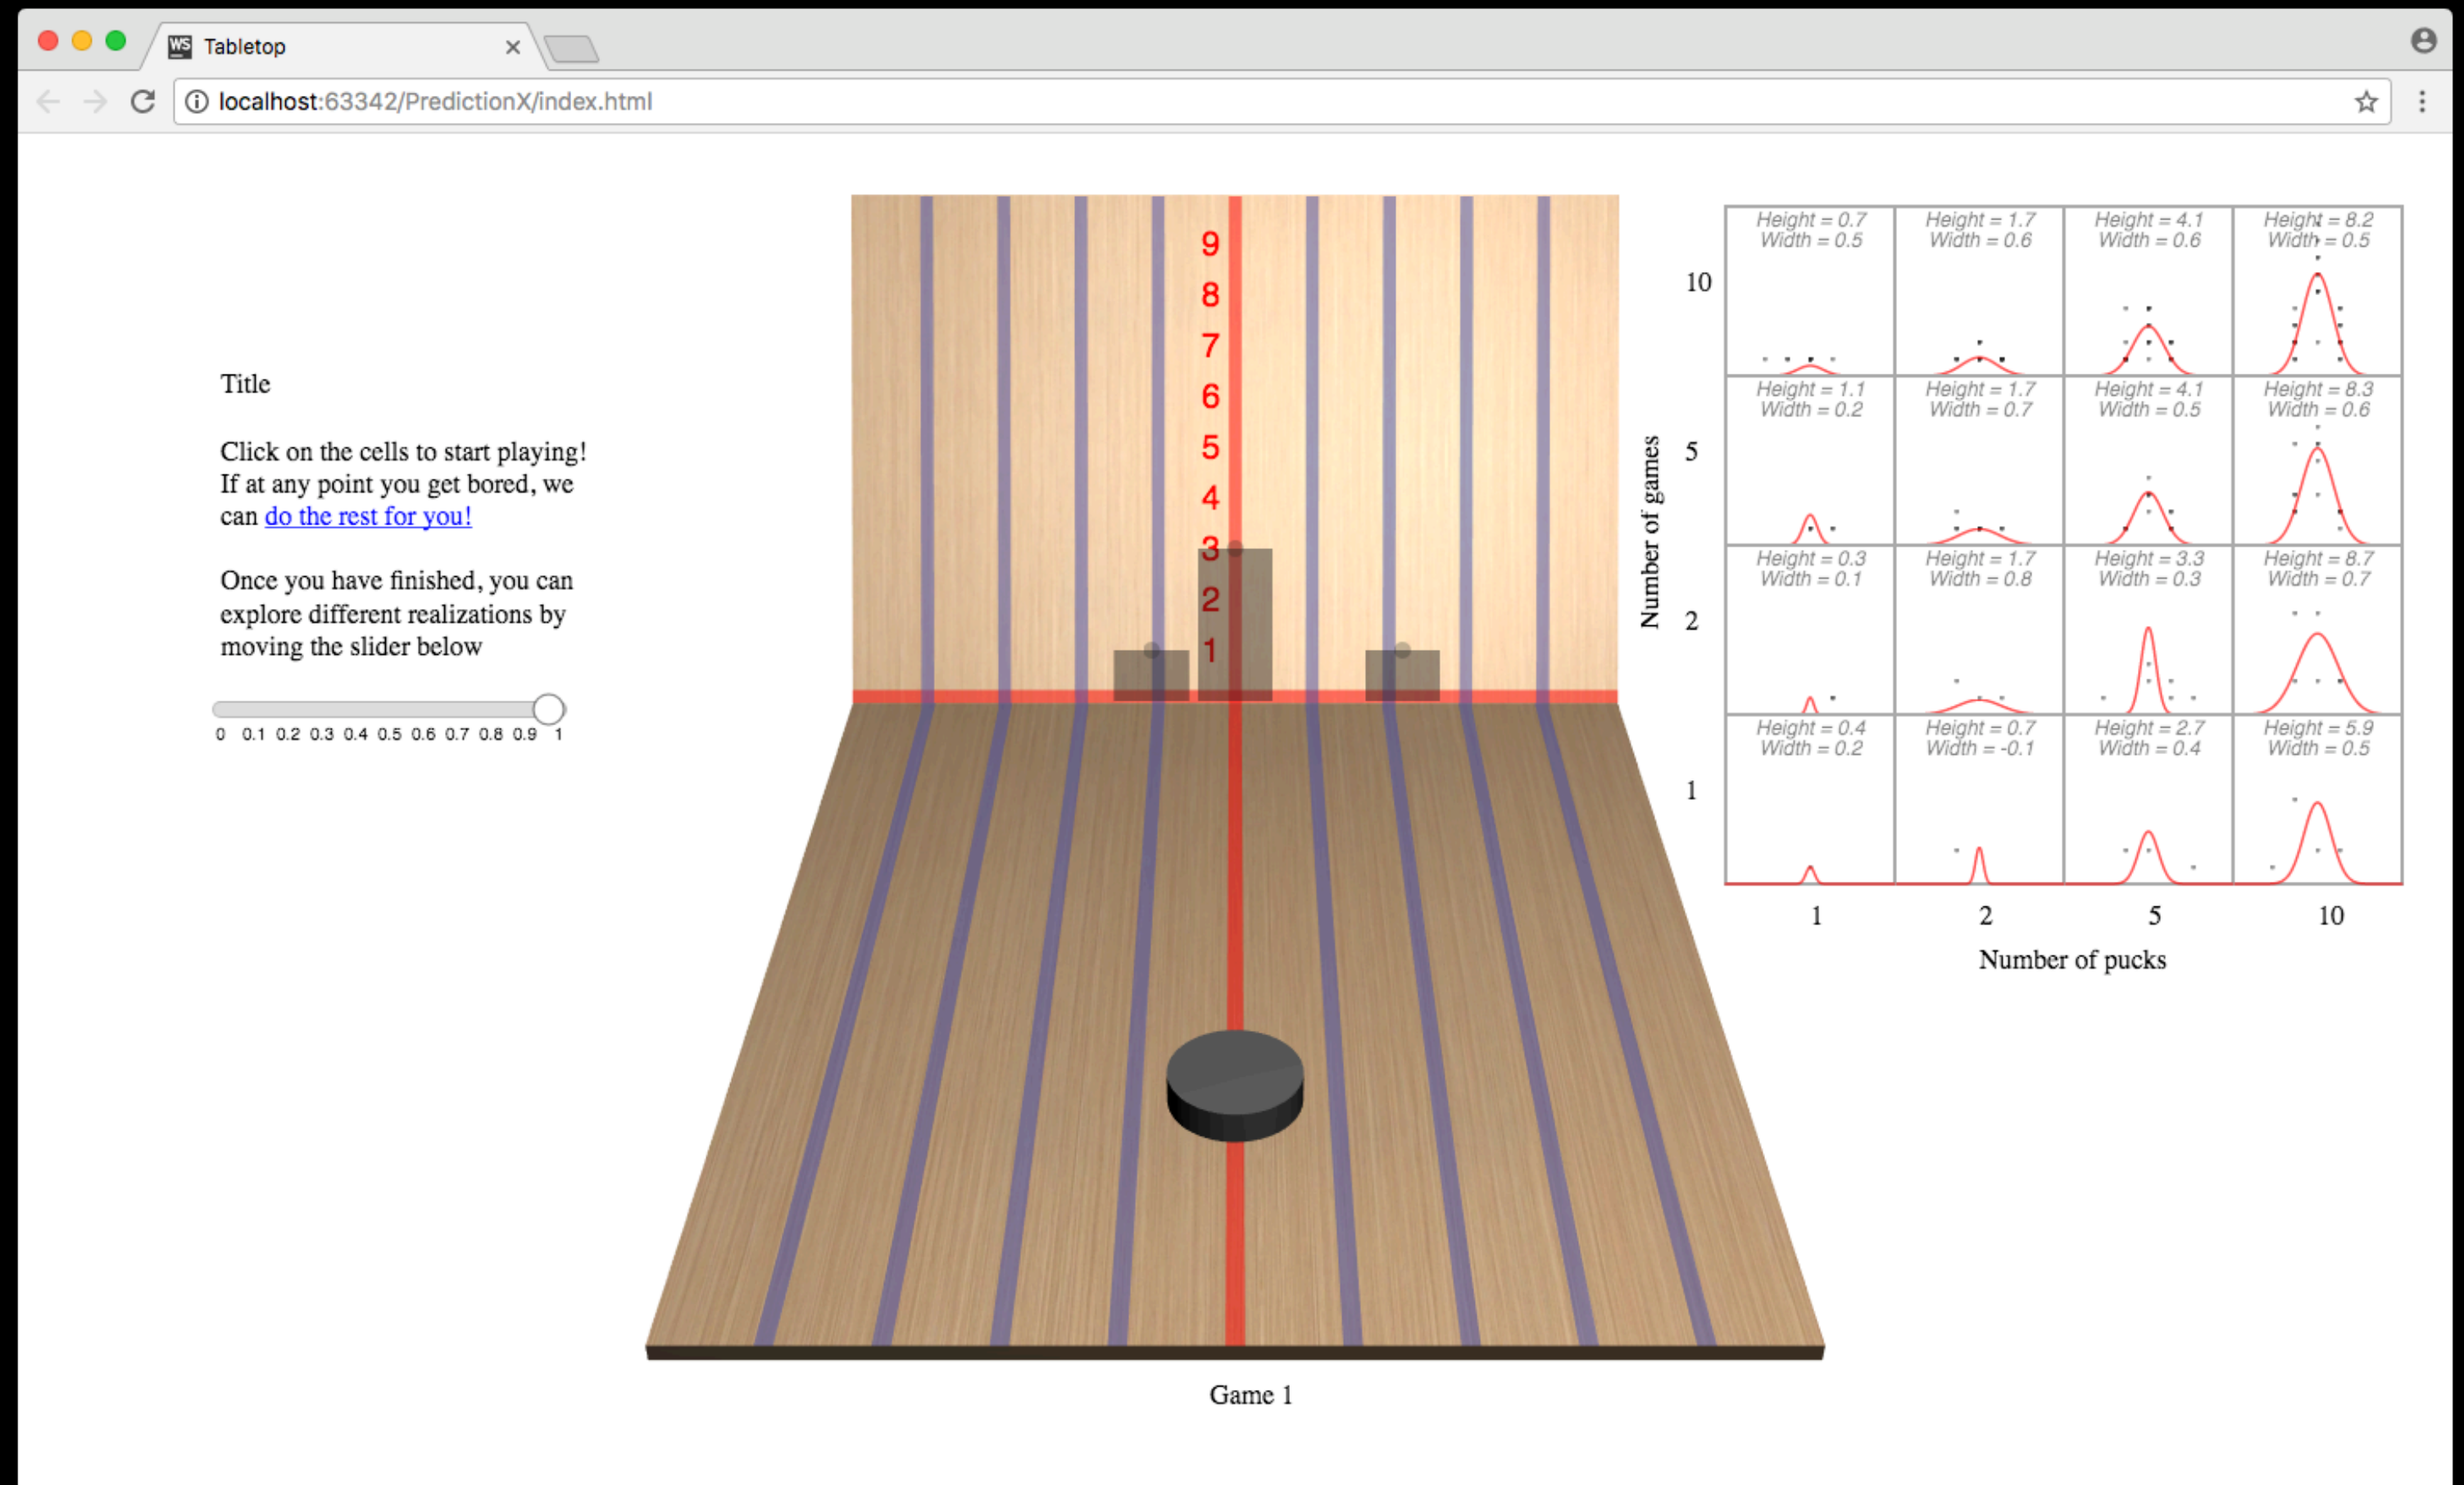 WS Tabletop
localhost:63342/PredictionX/index.html
Title
Click on the cells to start playing!
If at any point you get bored, we
can do the rest for you!
Once you have finished, you can
explore different realizations by
moving the slider below
0 0.1 0.2 0.3 0.4 0.5 0.6 0.7 0.8 0.9 1
9
8
7
6
5
4
3
2
1
Game 1
Number of games
10
5
2
1
Height = 0.7
Width = 0.5
Height = 1.7
Width = 0.6
Height = 4.1
Width = 0.6
Height = 8.2
Width = 0.5
Height = 1.1
Width = 0.2
Height = 1.7
Width = 0.7
Height = 4.1
Width = 0.5
Height = 8.3
Width = 0.6
Height = 0.3
Width = 0.1
Height = 1.7
Width = 0.8
Height = 3.3
Width = 0.3
Height = 8.7
Width = 0.7
Height = 0.4
Width = 0.2
Height = 0.7
Width = -0.1
Height = 2.7
Width = 0.4
Height = 5.9
Width = 0.5
1 2 5 10
Number of pucks